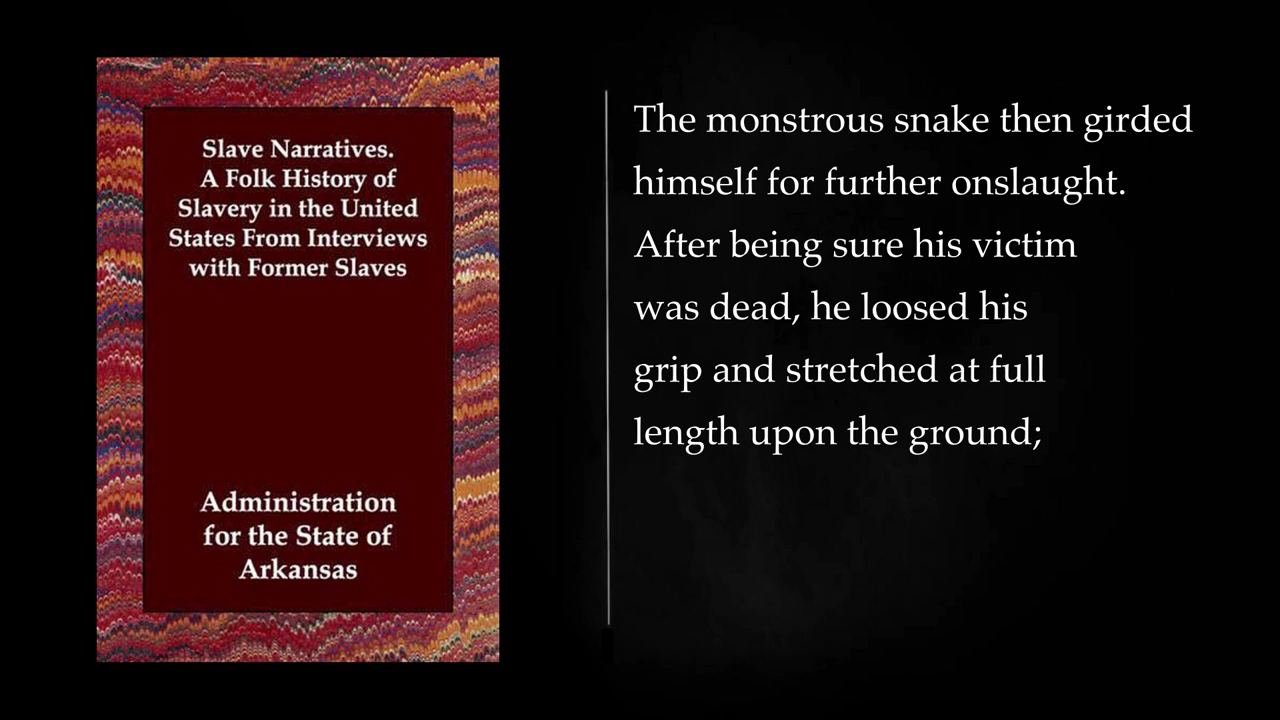 Slave Narratives.
A Folk History of
Slavery in the United
States From Interviews
with Former Slaves
Administration
for the State of
Arkansas
The monstrous snake then girded
himself for further onslaught.
After being sure his victim
was dead, he loosed his
grip and stretched at full
length upon the ground;